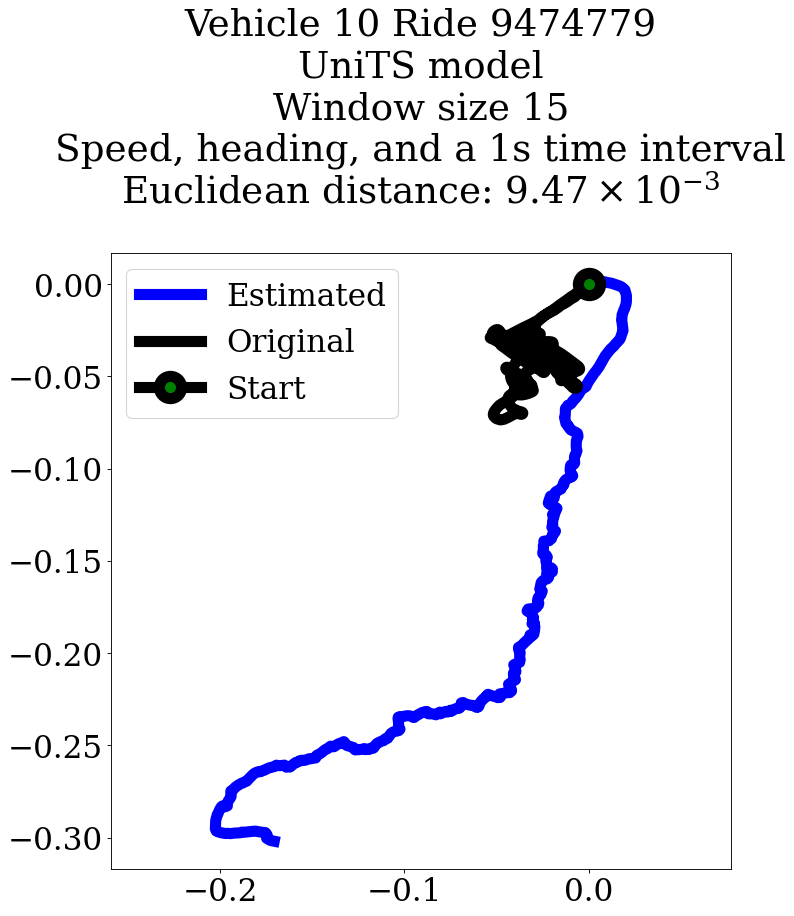 Vehicle 10 Ride 9474779
UniTS model
Window size 15
Speed, heading, and a 1s time interval
Euclidean distance: 9.47 × 10⁻³
Estimated
Original
Start
0.00
−0.05
−0.10
−0.15
−0.20
−0.25
−0.30
−0.2 −0.1 0.0